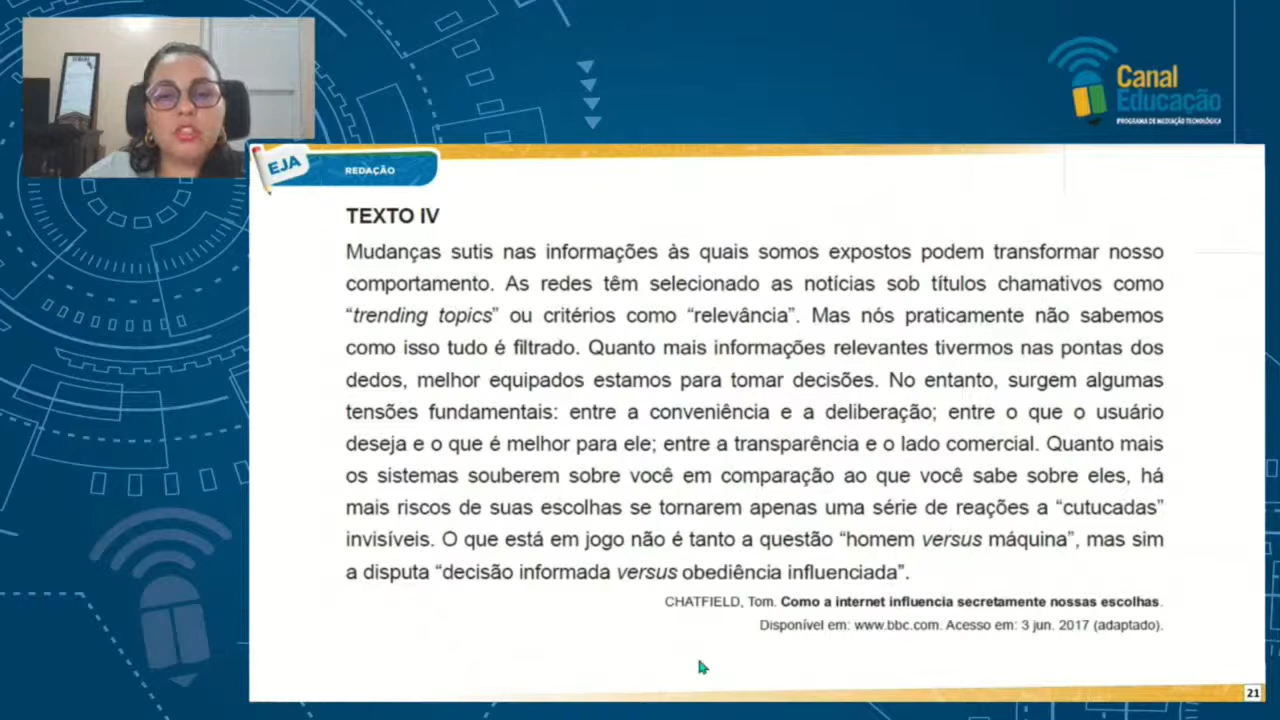 Canal
Educação
PROGRAMA DE MEDIAÇÃO TECNOLÓGICA
EJA
REDAÇÃO
TEXTO IV
Mudanças sutis nas informações às quais somos expostos podem transformar nosso
comportamento. As redes têm selecionado as notícias sob títulos chamativos como
“trending topics” ou critérios como “relevância”. Mas nós praticamente não sabemos
como isso tudo é filtrado. Quanto mais informações relevantes tivermos nas pontas dos
dedos, melhor equipados estamos para tomar decisões. No entanto, surgem algumas
tensões fundamentais: entre a conveniência e a deliberação; entre o que o usuário
deseja e o que é melhor para ele; entre a transparência e o lado comercial. Quanto mais
os sistemas souberem sobre você em comparação ao que você sabe sobre eles, há
mais riscos de suas escolhas se tornarem apenas uma série de reações a “cutucadas”
invisíveis. O que está em jogo não é tanto a questão “homem versus máquina”, mas sim
a disputa “decisão informada versus obediência influenciada”.
CHATFIELD, Tom. Como a internet influencia secretamente nossas escolhas.
Disponível em: www.bbc.com. Acesso em: 3 jun. 2017 (adaptado).
21